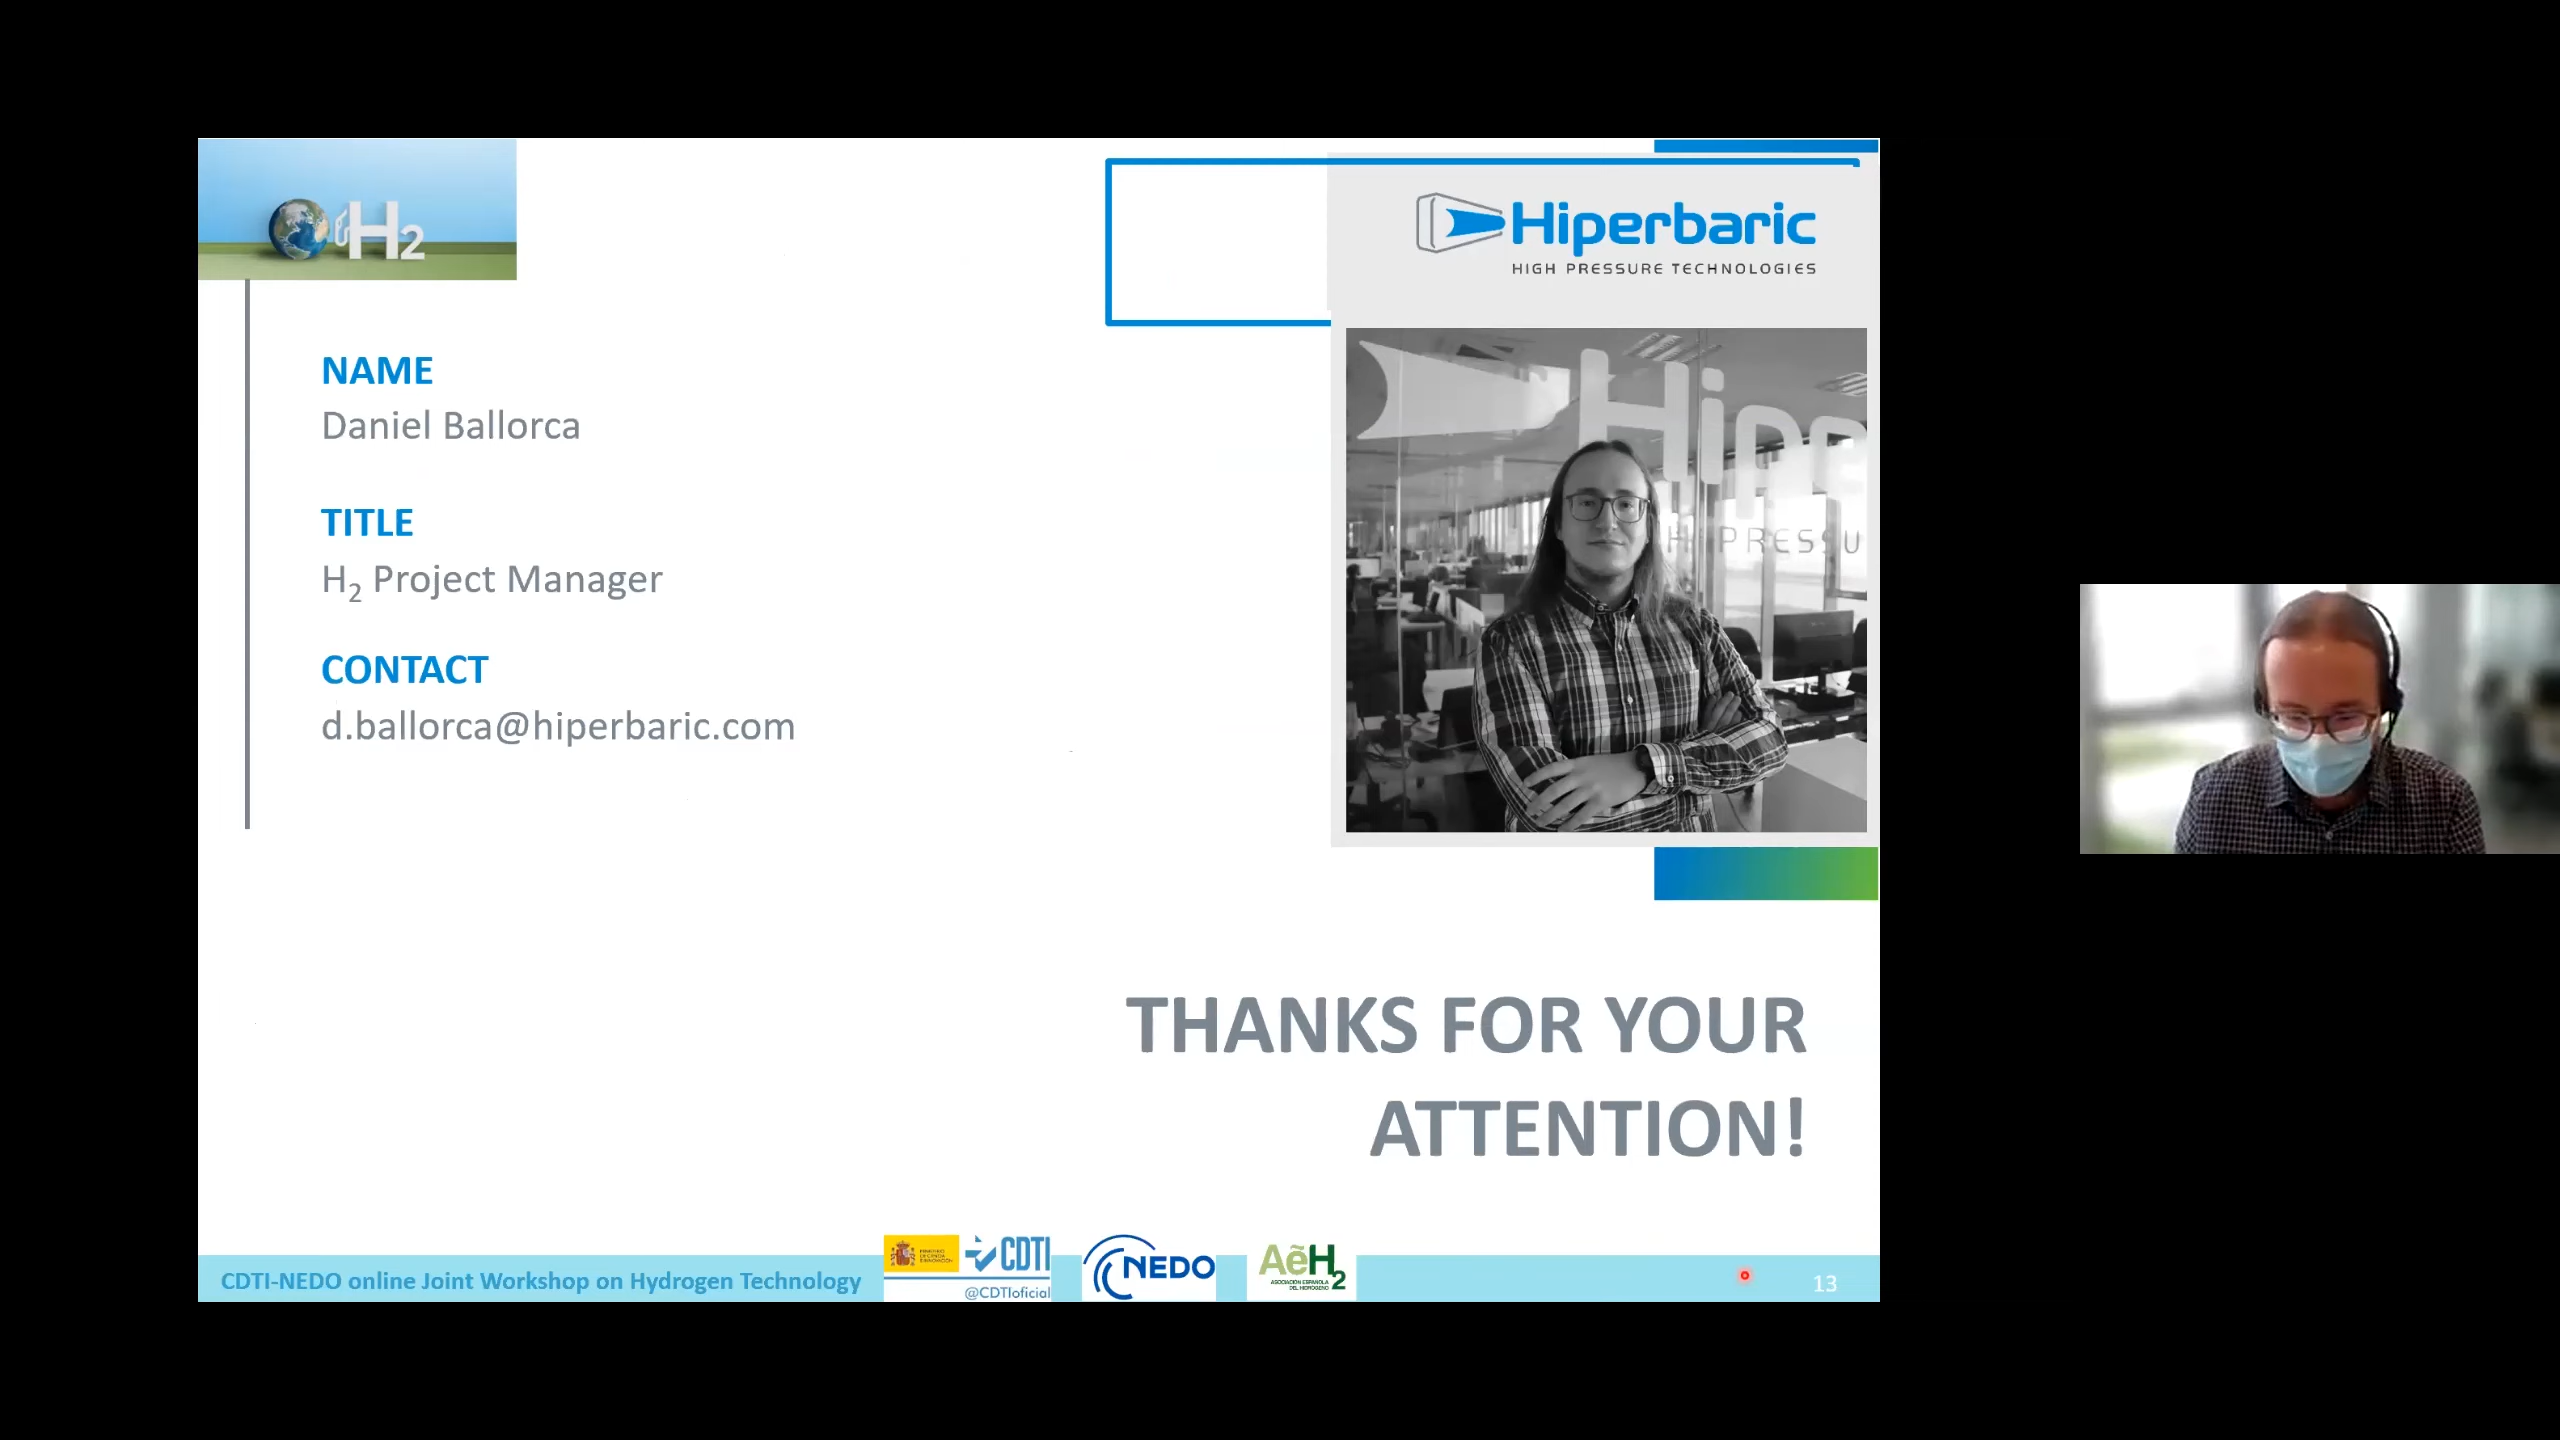 H2
Hiperbaric
HIGH PRESSURE TECHNOLOGIES
NAME
Daniel Ballorca
TITLE
H2 Project Manager
CONTACT
d.ballorca@hiperbaric.com
THANKS FOR YOUR
ATTENTION!
CDTI-NEDO online Joint Workshop on Hydrogen Technology
CDTI
@CDTIoficial
NEDO
AeH2
ASOCIACIÓN ESPAÑOLA
DEL HIDRÓGENO
13